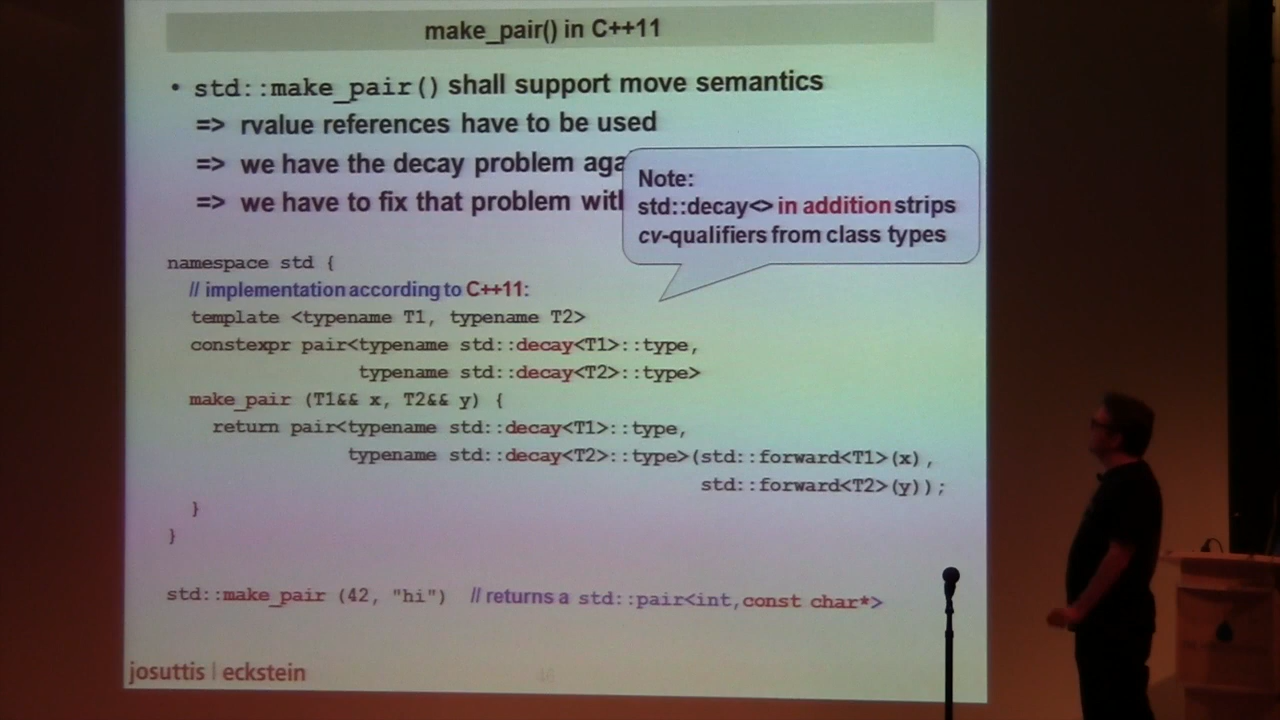 make_pair() in C++11
• std::make_pair() shall support move semantics
=> rvalue references have to be used
=> we have the decay problem
=> we have to fix that problem
Note:
std::decay<> in addition strips
cv-qualifiers from class types
namespace std {
// implementation according to C++11:
template <typename T1, typename T2>
constexpr pair<typename std::decay<T1>::type,
typename std::decay<T2>::type>
make_pair (T1&& x, T2&& y) {
return pair<typename std::decay<T1>::type,
typename std::decay<T2>::type>(std::forward<T1>(x),
std::forward<T2>(y));
}
}
std::make_pair (42, "hi") // returns a std::pair<int,const char*>
josuttis | eckstein